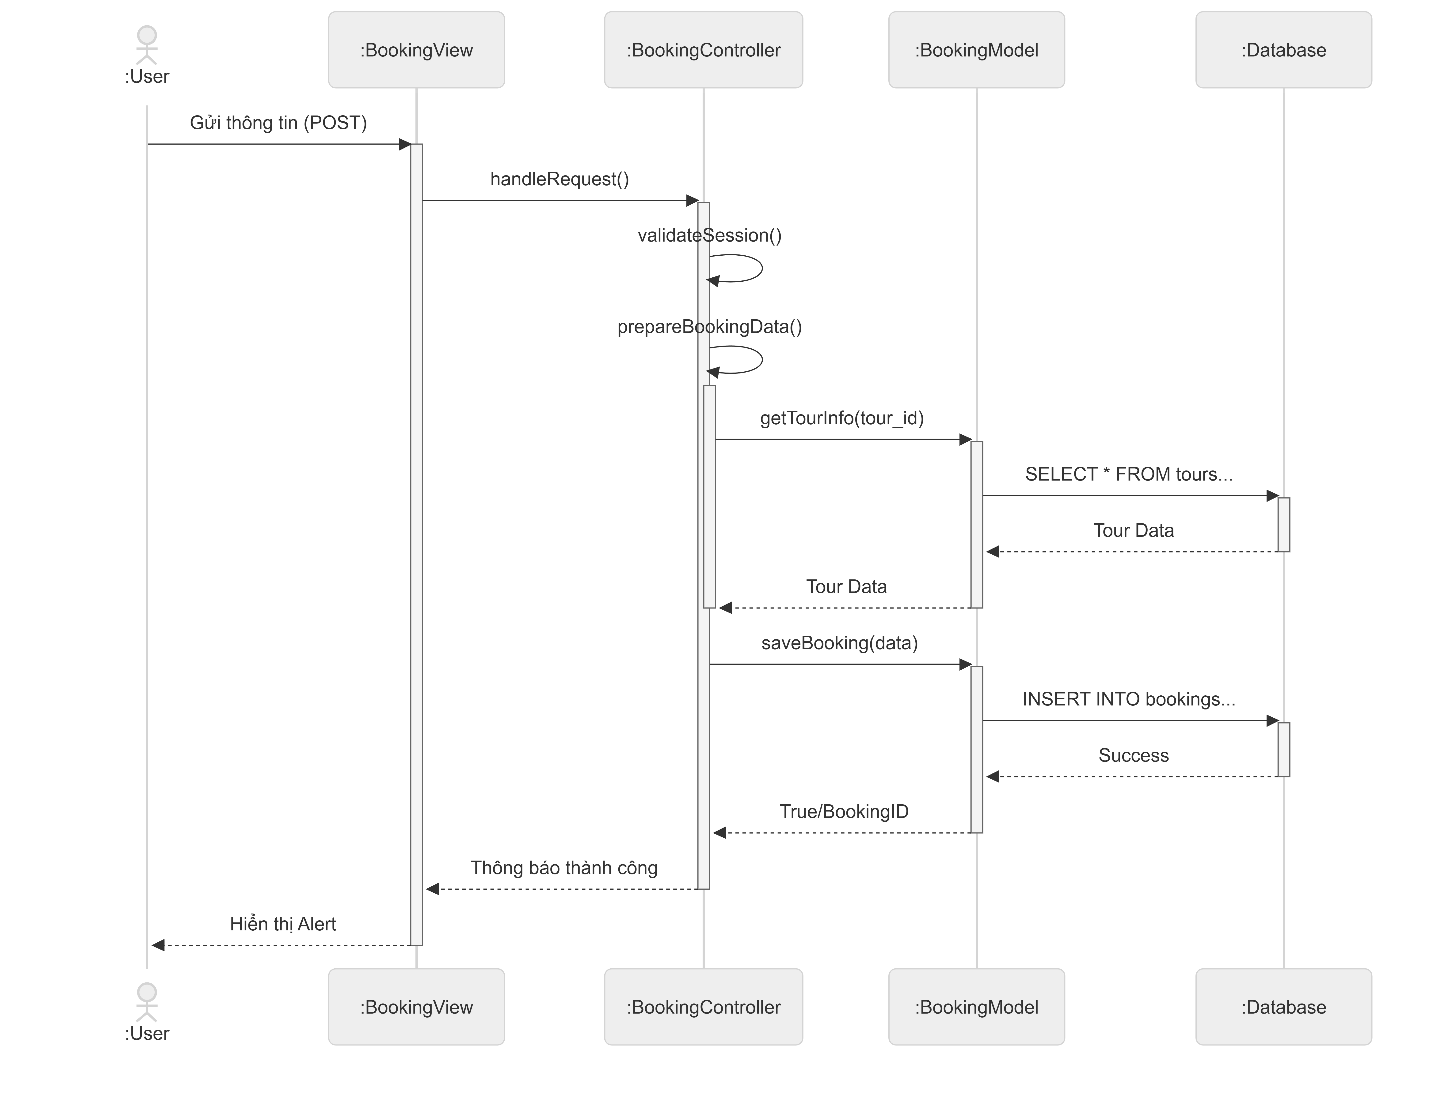 :User
:BookingView
:BookingController
:BookingModel
:Database
Gửi thông tin (POST)
handleRequest()
validateSession()
prepareBookingData()
getTourInfo(tour_id)
SELECT * FROM tours...
Tour Data
Tour Data
saveBooking(data)
INSERT INTO bookings...
Success
True/BookingID
Thông báo thành công
Hiển thị Alert
:User
:BookingView
:BookingController
:BookingModel
:Database